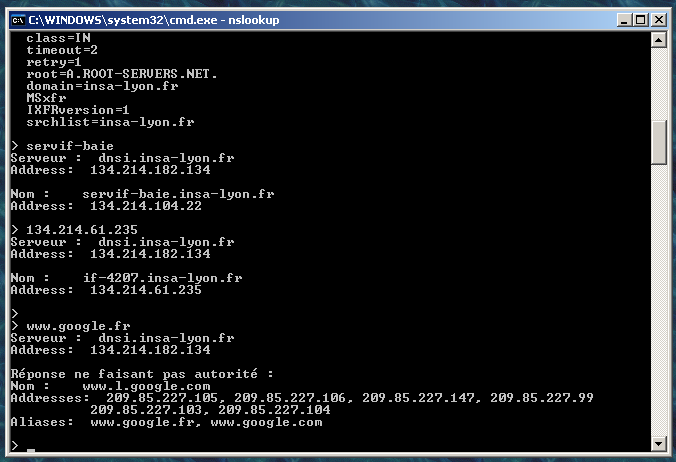 C:\WINDOWS\system32\cmd.exe - nslookup
class=IN
timeout=2
retry=1
root=A.ROOT-SERVERS.NET.
domain=insa-lyon.fr
MSxfr
IXFRversion=1
srchlist=insa-lyon.fr
> servif-baie
Serveur :  dnsi.insa-lyon.fr
Address:  134.214.182.134
Nom :    servif-baie.insa-lyon.fr
Address:  134.214.104.22
> 134.214.61.235
Serveur :  dnsi.insa-lyon.fr
Address:  134.214.182.134
Nom :    if-4207.insa-lyon.fr
Address:  134.214.61.235
>
> www.google.fr
Serveur :  dnsi.insa-lyon.fr
Address:  134.214.182.134
Réponse ne faisant pas autorité :
Nom :    www.l.google.com
Addresses:  209.85.227.105, 209.85.227.106, 209.85.227.147, 209.85.227.99
209.85.227.103, 209.85.227.104
Aliases:  www.google.fr, www.google.com
> _